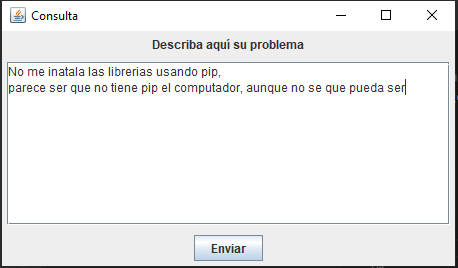 Consulta
Describa aquí su problema
No me inatala las librerias usando pip,
parece ser que no tiene pip el computador, aunque no se que pueda ser
Enviar